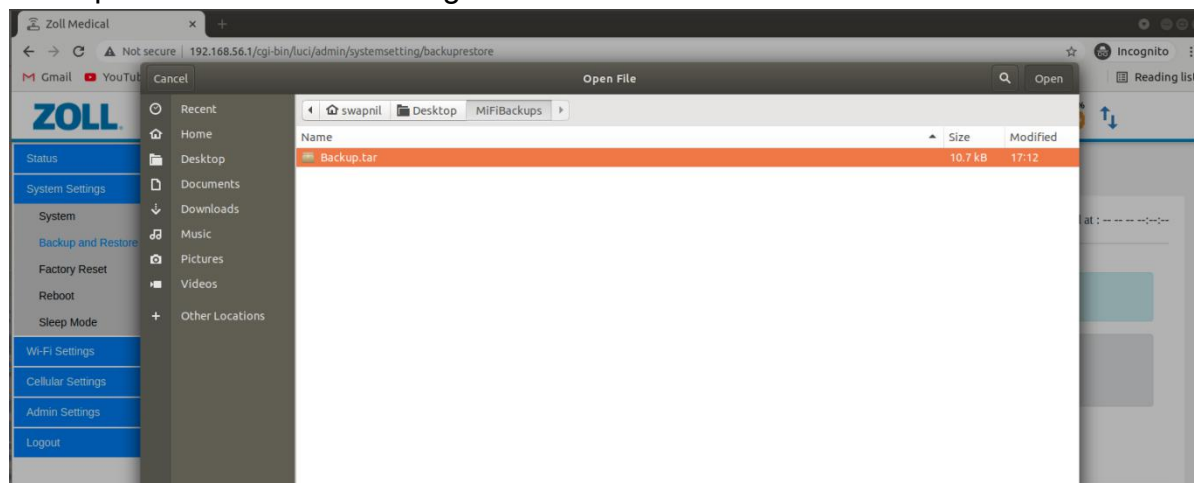 Zoll Medical
Not secure | 192.168.56.1/cgi-bin/luci/admin/systemsetting/backuprestore
Incognito
Gmail
Reading list
Cancel
Open File
Open
ZOLL
Status
System Settings
System
Backup and Restore
Factory Reset
Reboot
Sleep Mode
Wi-Fi Settings
Cellular Settings
Admin Settings
Logout
Recent
Home
Desktop
Documents
Downloads
Music
Pictures
Videos
+ Other Locations
swapnil Desktop MiFiBackups
Name Size Modified
Backup.tar 10.7 kB 17:12
at : -- -- -- --:--:--